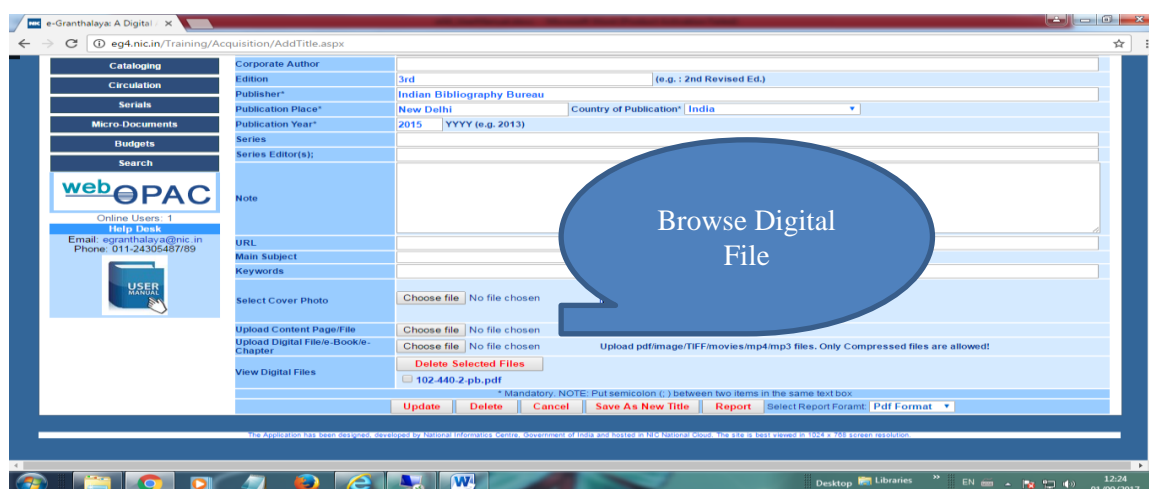 e-Granthalaya: A Digital
eg4.nic.in/Training/Acquisition/AddTitle.aspx
Cataloging
Circulation
Serials
Micro-Documents
Budgets
Search
web OPAC
Online Users: 1
Help Desk
Email: egranthalaya@nic.in
Phone: 011-24305487/89
USER
MANUAL
Corporate Author
Edition 3rd (e.g. : 2nd Revised Ed.)
Publisher* Indian Bibliography Bureau
Publication Place* New Delhi Country of Publication* India
Publication Year* 2015 YYYY (e.g. 2013)
Series
Series Editor(s);
Note
URL
Main Subject
Keywords
Select Cover Photo Choose file No file chosen
Upload Content Page/File Choose file No file chosen
Upload Digital File/e-Book/e-
Chapter Choose file No file chosen Upload pdf/image/TIFF/movies/mp4/mp3 files. Only Compressed files are allowed!
View Digital Files Delete Selected Files
102-440-2-pb.pdf
* Mandatory. NOTE: Put semicolon (; ) between two items in the same text box
Update Delete Cancel Save As New Title Report Select Report Foramt: Pdf Format
Browse Digital
File
The Application has been designed, developed by National Informatics Centre, Government of India and hosted in NIC National Cloud. The site is best viewed in 1024 x 768 screen resolution.
Desktop Libraries EN 12:24
01/09/2017